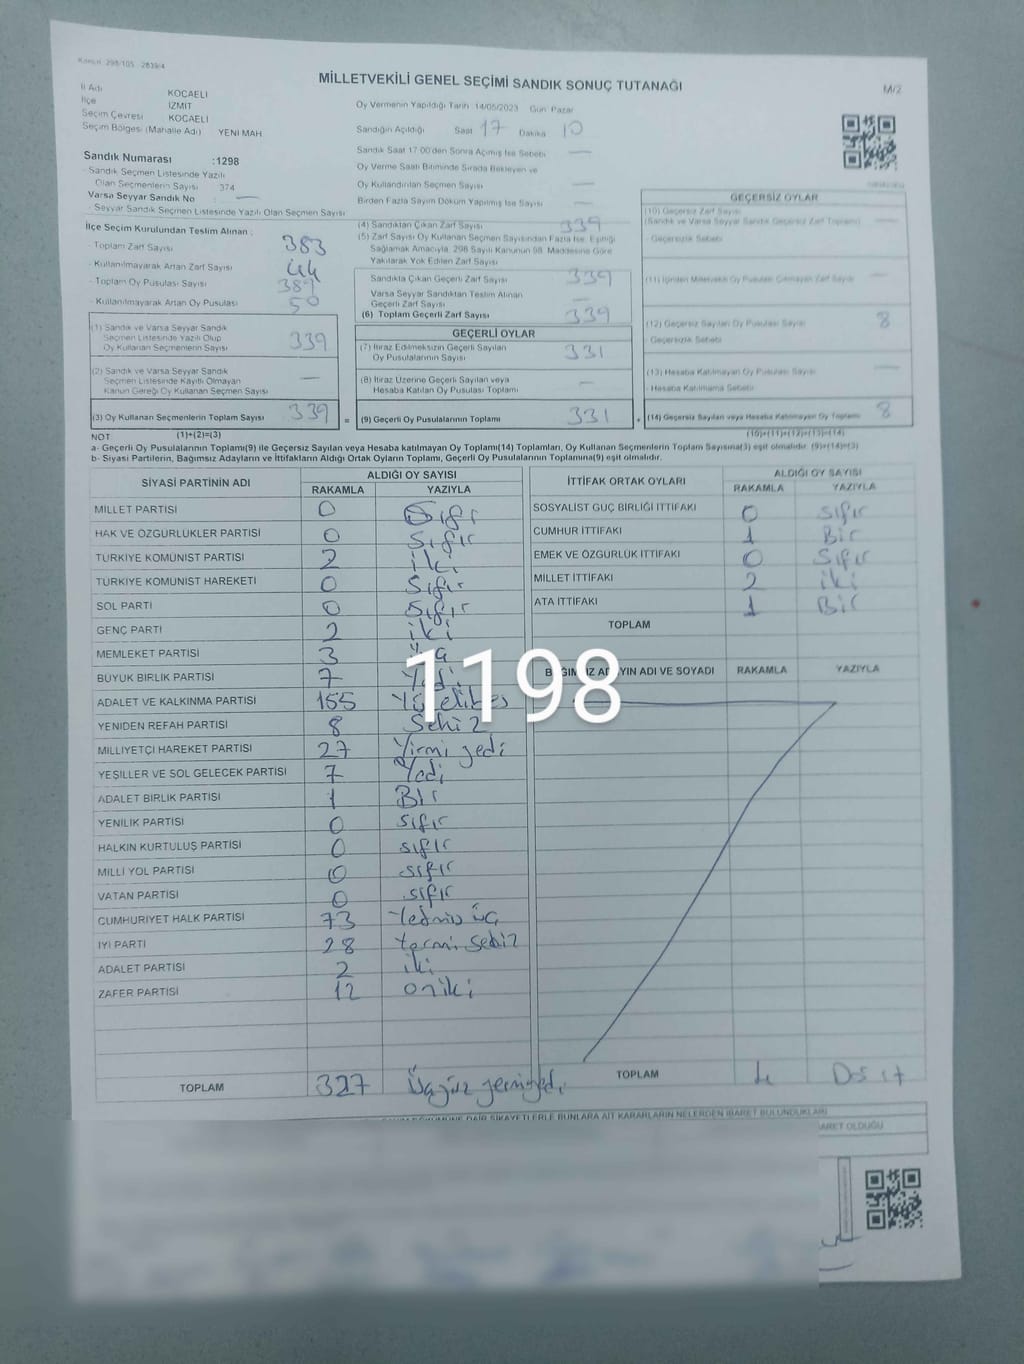 Kanun 298/105 2839/4
MİLLETVEKİLİ GENEL SEÇİMİ SANDIK SONUÇ TUTANAĞI
M/2
İl Adı KOCAELİ
İlçe İZMİT
Seçim Çevresi KOCAELİ
Seçim Bölgesi (Mahalle Adı) YENİ MAH
Oy Vermenin Yapıldığı Tarih 14/05/2023 Gün Pazar
Sandığın Açıldığı Saat 17 Dakika 10
Sandık Saat 17.00'den Sonra Açılmış İse Sebebi —
Oy Verme Saati Bitiminde Sırada Bekleyen ve
Oy Kullandırılan Seçmen Sayısı —
Birden Fazla Sayım Döküm Yapılmış İse Sayısı —
Sandık Numarası :1298
- Sandık Seçmen Listesinde Yazılı
Olan Seçmenlerin Sayısı 374
Varsa Seyyar Sandık No —
- Seyyar Sandık Seçmen Listesinde Yazılı Olan Seçmen Sayısı
İlçe Seçim Kurulundan Teslim Alınan :
- Toplam Zarf Sayısı 383
- Kullanılmayarak Artan Zarf Sayısı 44
- Toplam Oy Pusulası Sayısı 389
- Kullanılmayarak Artan Oy Pusulası 50
(1) Sandık ve Varsa Seyyar Sandık
Seçmen Listesinde Yazılı Olup
Oy Kullanan Seçmenlerin Sayısı 339
(2) Sandık ve Varsa Seyyar Sandık
Seçmen Listesinde Kayıtlı Olmayan
Kanun Gereği Oy Kullanan Seçmen Sayısı —
(3) Oy Kullanan Seçmenlerin Toplam Sayısı 339 =
(1)+(2)=(3)
(4) Sandıktan Çıkan Zarf Sayısı 339
(5) Zarf Sayısı Oy Kullanan Seçmen Sayısından Fazla İse, Eşitliği
Sağlamak Amacıyla, 298 Sayılı Kanunun 98. Maddesine Göre
Yakılarak Yok Edilen Zarf Sayısı
Sandıkta Çıkan Geçerli Zarf Sayısı 339
Varsa Seyyar Sandıktan Teslim Alınan
Geçerli Zarf Sayısı —
(6) Toplam Geçerli Zarf Sayısı 339
GEÇERLİ OYLAR
(7) İtiraz Edilmeksizin Geçerli Sayılan
Oy Pusulalarının Sayısı 331
(8) İtiraz Üzerine Geçerli Sayılan veya
Hesaba Katılan Oy Pusulası Toplamı —
(9) Geçerli Oy Pusulalarının Toplamı 331 +
GEÇERSİZ OYLAR
(10) Geçersiz Zarf Sayısı
(Sandık ve Varsa Seyyar Sandık Geçersiz Zarf Toplamı) —
- Geçersizlik Sebebi
(11) İçinden Milletvekili Oy Pusulası Çıkmayan Zarf Sayısı —
(12) Geçersiz Sayılan Oy Pusulası Sayısı 8
- Geçersizlik Sebebi
(13) Hesaba Katılmayan Oy Pusulası Sayısı —
- Hesaba Katılmama Sebebi
(14) Geçersiz Sayılan veya Hesaba Katılmayan Oy Toplamı 8
(10)+(11)+(12)+(13)=(14)
NOT
a- Geçerli Oy Pusulalarının Toplamı(9) ile Geçersiz Sayılan veya Hesaba katılmayan Oy Toplamı(14) Toplamları, Oy Kullanan Seçmenlerin Toplam Sayısına(3) eşit olmalıdır. (9)+(14)=(3)
b- Siyasi Partilerin, Bağımsız Adayların ve İttifakların Aldığı Ortak Oyların Toplamı, Geçerli Oy Pusulalarının Toplamına(9) eşit olmalıdır.
SİYASİ PARTİNİN ADI
ALDIĞI OY SAYISI
RAKAMLA YAZIYLA
MİLLET PARTİSİ 0 Sıfır
HAK VE ÖZGÜRLÜKLER PARTİSİ 0 Sıfır
TÜRKİYE KOMÜNİST PARTİSİ 2 İki
TÜRKİYE KOMÜNİST HAREKETİ 0 Sıfır
SOL PARTİ 0 Sıfır
GENÇ PARTİ 2 iki
MEMLEKET PARTİSİ 3
BÜYÜK BİRLİK PARTİSİ 7 Yedi
ADALET VE KALKINMA PARTİSİ 155
YENİDEN REFAH PARTİSİ 8 Sekiz
MİLLİYETÇİ HAREKET PARTİSİ 27 Yirmi yedi
YEŞİLLER VE SOL GELECEK PARTİSİ 7 Yedi
ADALET BİRLİK PARTİSİ 1 Bir
YENİLİK PARTİSİ 0 sıfır
HALKIN KURTULUŞ PARTİSİ 0 sıfır
MİLLİ YOL PARTİSİ 0 sıfır
VATAN PARTİSİ 0 sıfır
CUMHURİYET HALK PARTİSİ 73 Yetmiş üç
İYİ PARTİ 28 Yirmi sekiz
ADALET PARTİSİ 2 iki
ZAFER PARTİSİ 12 oniki
TOPLAM 327 Üçyüz yirmiyedi
İTTİFAK ORTAK OYLARI
ALDIĞI OY SAYISI
RAKAMLA YAZIYLA
SOSYALİST GÜÇ BİRLİĞİ İTTİFAKI 0 Sıfır
CUMHUR İTTİFAKI 1 Bir
EMEK VE ÖZGÜRLÜK İTTİFAKI 0 Sıfır
MİLLET İTTİFAKI 2 iki
ATA İTTİFAKI 1 Bir
TOPLAM
BAĞIMSIZ ADAYIN ADI VE SOYADI RAKAMLA YAZIYLA
TOPLAM 4 Dört
1198